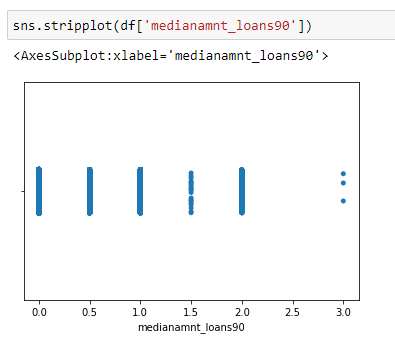 sns.stripplot(df['medianamnt_loans90'])
<AxesSubplot:xlabel='medianamnt_loans90'>
0.0 0.5 1.0 1.5 2.0 2.5 3.0
medianamnt_loans90